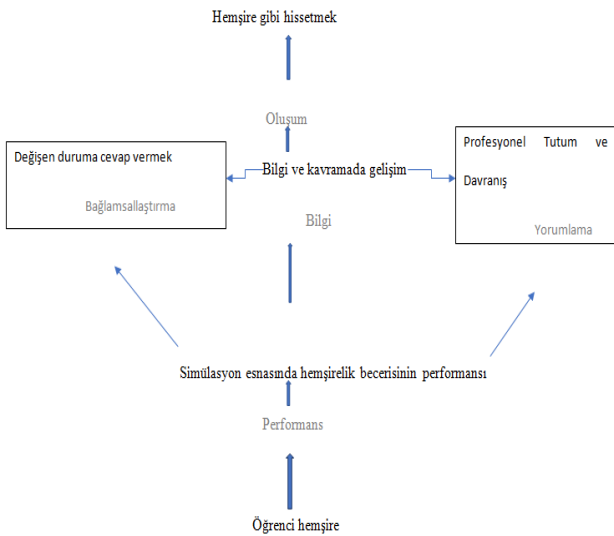 Hemşire gibi hissetmek
Oluşum
Değişen duruma cevap vermek
Bağlamsallaştırma
Bilgi ve kavramada gelişim
Profesyonel Tutum ve
Davranış
Yorumlama
Bilgi
Simülasyon esnasında hemşirelik becerisinin performansı
Performans
Öğrenci hemşire